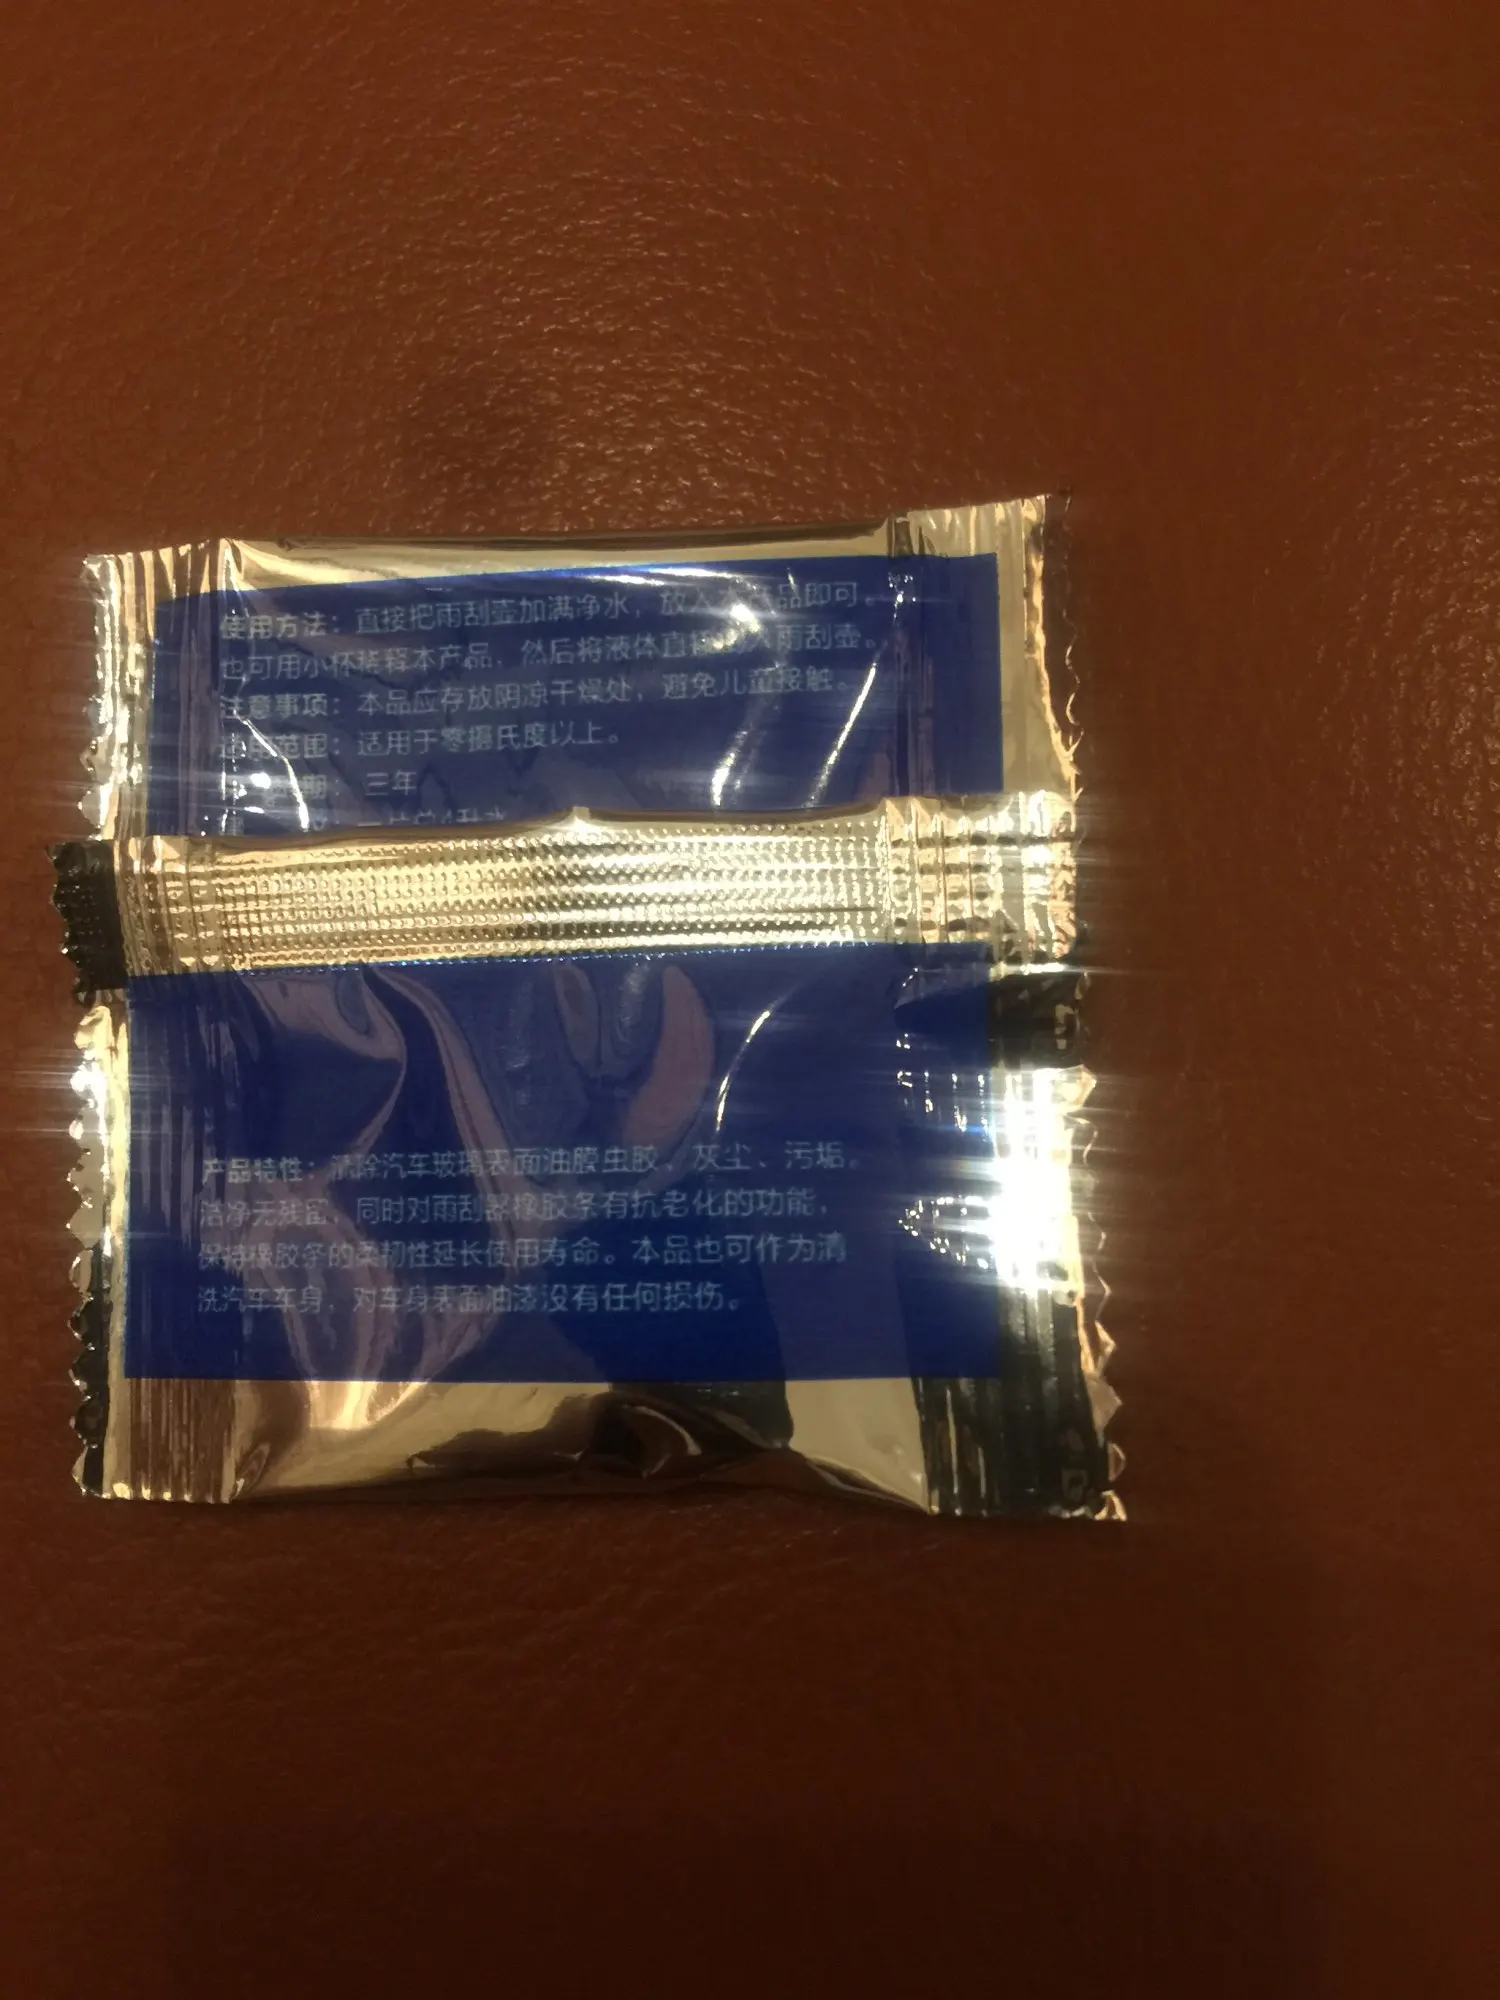 使用方法：直接把雨刮壶加满净水，放入 品即可。
也可用小杯 释本产品，然后将液体直接 入雨刮壶。
注意事项：本品应存放阴凉干燥处，避免儿童接触。
适用范围：适用于零摄氏度以上。
期：三年
产品特性：清除汽车玻璃表面油膜虫胶、灰尘、污垢。
洁净无残留，同时对雨刮器橡胶条有抗老化的功能，
保持橡胶条的柔韧性延长使用寿命。本品也可作为清
洗汽车车身，对车身表面油漆没有任何损伤。